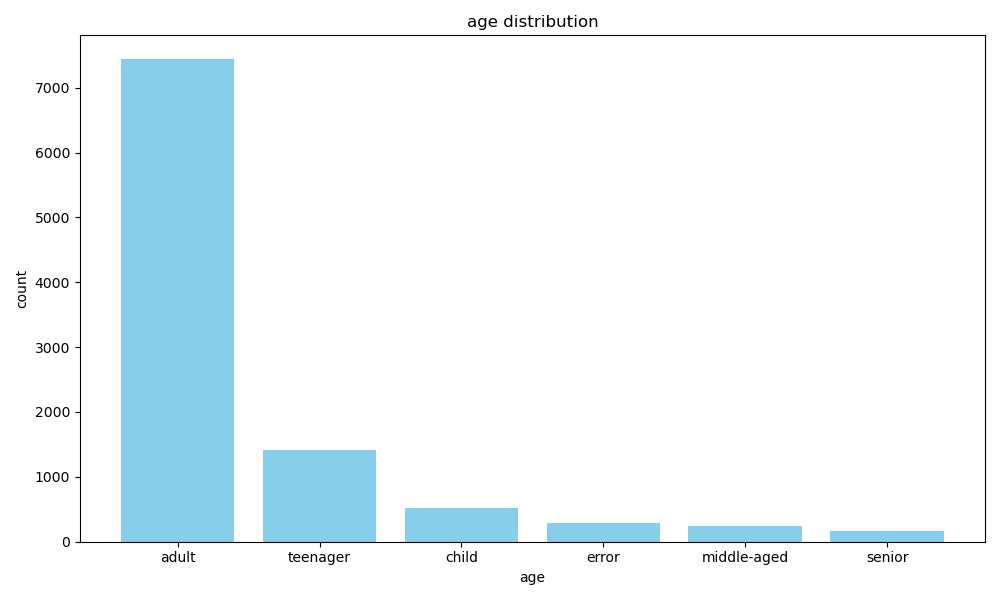 age distribution
7000
6000
5000
4000
3000
2000
1000
0
count
adult teenager child error middle-aged senior
age